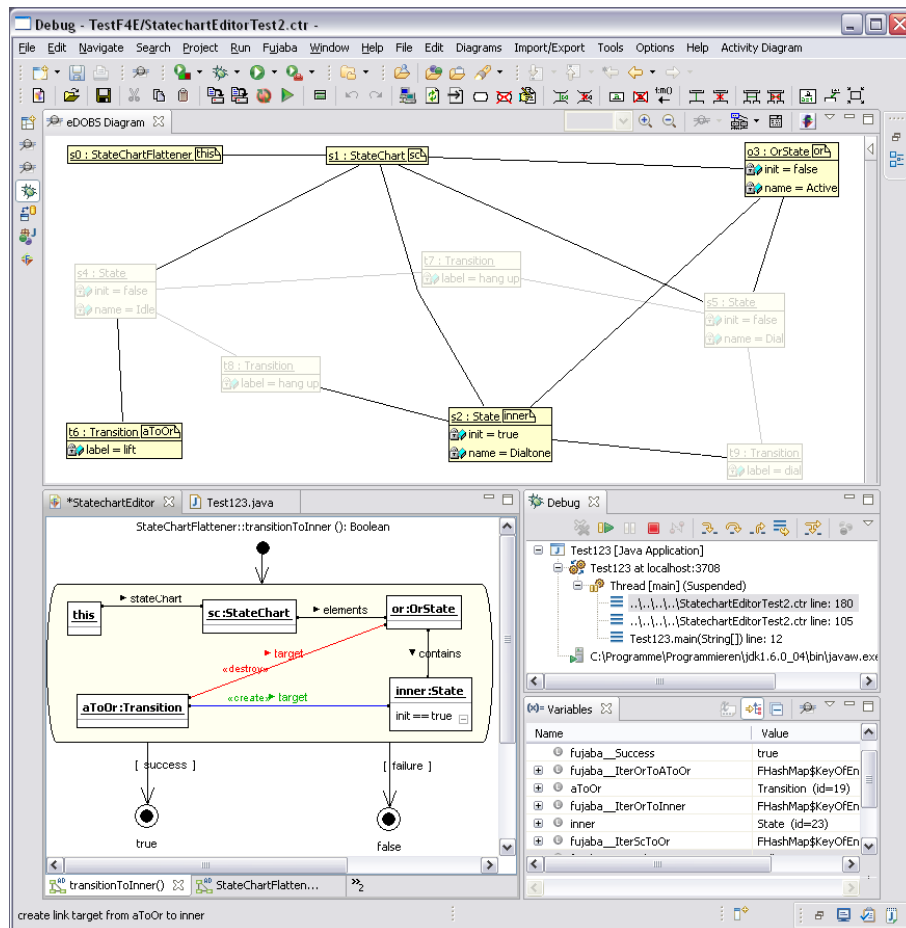 Debug - TestF4E/StatechartEditorTest2.ctr -
File Edit Navigate Search Project Run Fujaba Window Help File Edit Diagrams Import/Export Tools Options Help Activity Diagram
eDOBS Diagram
s0 : StateChartFlattener this
s1 : StateChart sc
o3 : OrState or
init = false
name = Active
t7 : Transition
label = hang up
s4 : State
init = false
name = Idle
s5 : State
init = false
name = Dial
t8 : Transition
label = hang up
s2 : State inner
init = true
name = Dialtone
t6 : Transition aToOr
label = lift
t9 : Transition
label = dial
*StatechartEditor
Test123.java
StateChartFlattener::transitionToInner (): Boolean
stateChart
elements
this
sc:StateChart
or:OrState
target
«destroy»
contains
«create»
target
aToOr:Transition
inner:State
init == true
[ success ]
[ failure ]
true
false
transitionToInner()
StateChartFlatten...
»2
Debug
Test123 [Java Application]
Test123 at localhost:3708
Thread [main] (Suspended)
..\..\..\..\StatechartEditorTest2.ctr line: 180
..\..\..\..\StatechartEditorTest2.ctr line: 105
Test123.main(String[]) line: 12
C:\Programme\Programmieren\jdk1.6.0_04\bin\javaw.exe
(x)= Variables
Name Value
fujaba__Success true
fujaba__IterOrToAToOr FHashMap$KeyOfEn
aToOr Transition (id=19)
fujaba__IterOrToInner FHashMap$KeyOfEn
inner State (id=23)
fujaba__IterScToOr FHashMap$KeyOfEn
create link target from aToOr to inner